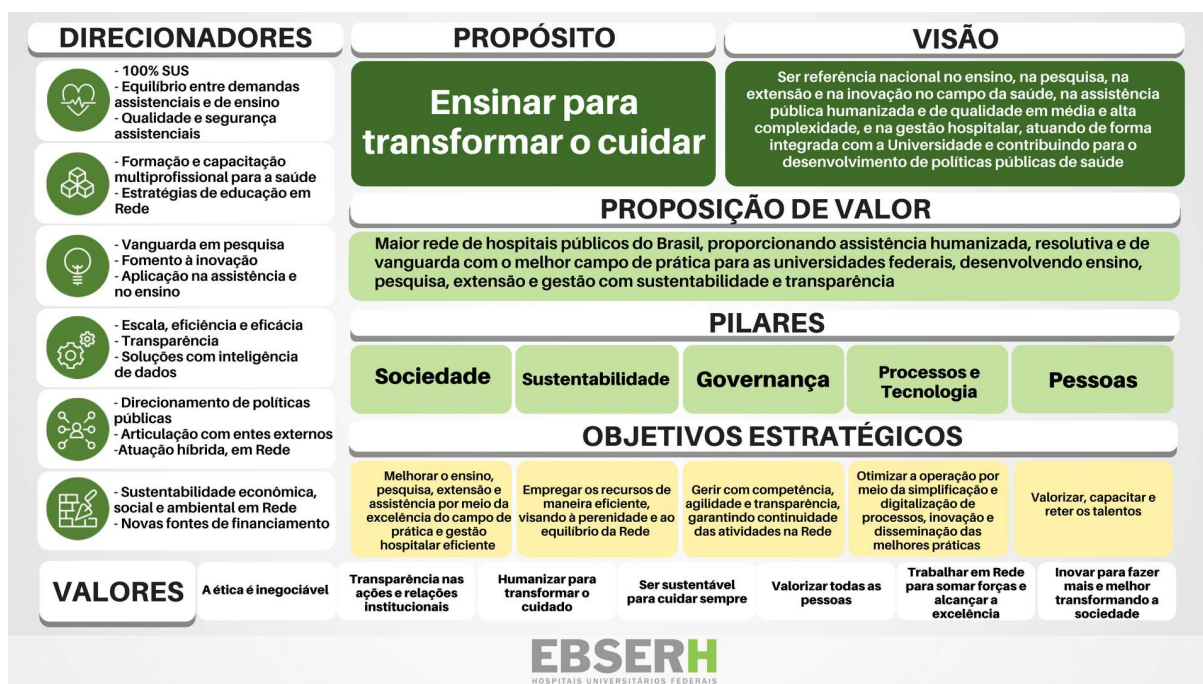 DIRECIONADORES
- 100% SUS
- Equilíbrio entre demandas
assistenciais e de ensino
- Qualidade e segurança
assistenciais
- Formação e capacitação
multiprofissional para a saúde
- Estratégias de educação em
Rede
- Vanguarda em pesquisa
- Fomento à inovação
- Aplicação na assistência e
no ensino
- Escala, eficiência e eficácia
- Transparência
- Soluções com inteligência
de dados
- Direcionamento de políticas
públicas
- Articulação com entes externos
-Atuação híbrida, em Rede
- Sustentabilidade econômica,
social e ambiental em Rede
- Novas fontes de financiamento
PROPÓSITO
Ensinar para
transformar o cuidar
VISÃO
Ser referência nacional no ensino, na pesquisa, na
extensão e na inovação no campo da saúde, na assistência
pública humanizada e de qualidade em média e alta
complexidade, e na gestão hospitalar, atuando de forma
integrada com a Universidade e contribuindo para o
desenvolvimento de políticas públicas de saúde
PROPOSIÇÃO DE VALOR
Maior rede de hospitais públicos do Brasil, proporcionando assistência humanizada, resolutiva e de
vanguarda com o melhor campo de prática para as universidades federais, desenvolvendo ensino,
pesquisa, extensão e gestão com sustentabilidade e transparência
PILARES
Sociedade
Sustentabilidade
Governança
Processos e
Tecnologia
Pessoas
OBJETIVOS ESTRATÉGICOS
Melhorar o ensino,
pesquisa, extensão e
assistência por meio da
excelência do campo de
prática e gestão
hospitalar eficiente
Empregar os recursos de
maneira eficiente,
visando à perenidade e ao
equilíbrio da Rede
Gerir com competência,
agilidade e transparência,
garantindo continuidade
das atividades na Rede
Otimizar a operação por
meio da simplificação e
digitalização de
processos, inovação e
disseminação das
melhores práticas
Valorizar, capacitar e
reter os talentos
VALORES
A ética é inegociável
Transparência nas
ações e relações
institucionais
Humanizar para
transformar o
cuidado
Ser sustentável
para cuidar sempre
Valorizar todas as
pessoas
Trabalhar em Rede
para somar forças e
alcançar a
excelência
Inovar para fazer
mais e melhor
transformando a
sociedade
EBSERH
HOSPITAIS UNIVERSITÁRIOS FEDERAIS